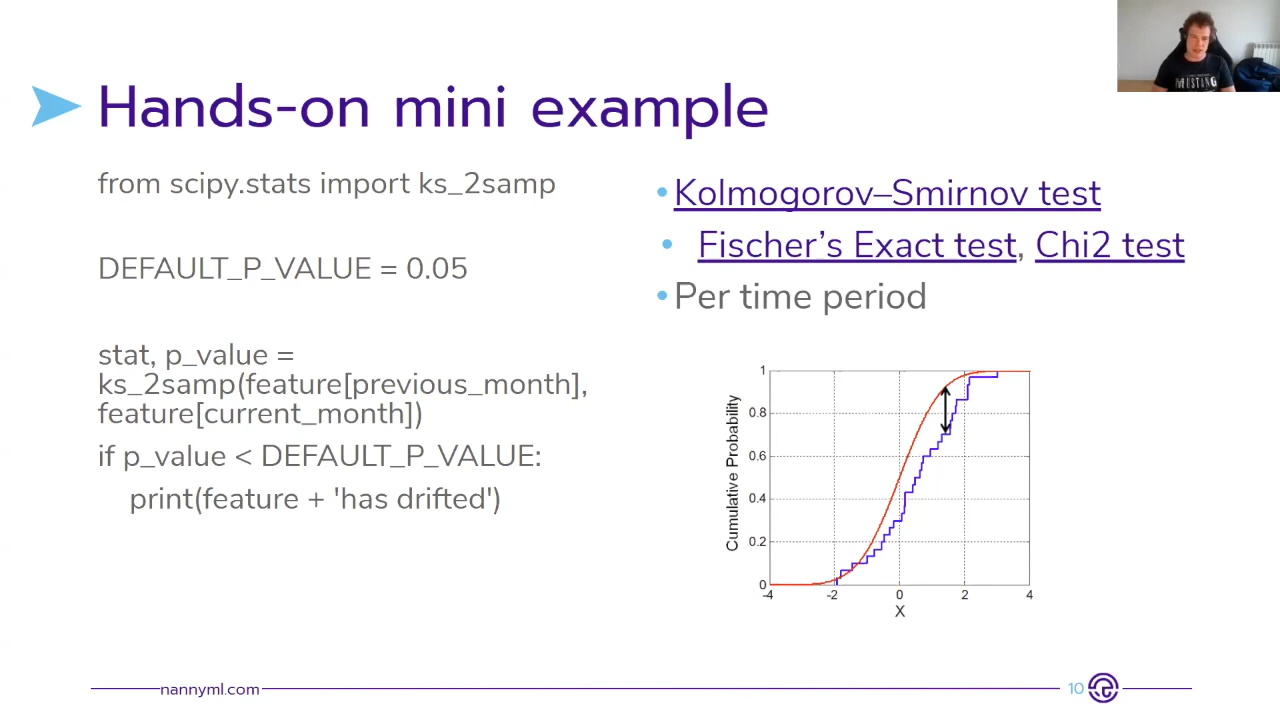 Hands-on mini example
from scipy.stats import ks_2samp
DEFAULT_P_VALUE = 0.05
stat, p_value =
ks_2samp(feature[previous_month],
feature[current_month])
if p_value < DEFAULT_P_VALUE:
print(feature + 'has drifted')
• Kolmogorov–Smirnov test
• Fischer’s Exact test, Chi2 test
• Per time period
Cumulative Probability
1
0.8
0.6
0.4
0.2
0
-4 -2 0 2 4
X
MUSTANG
nannyml.com
10